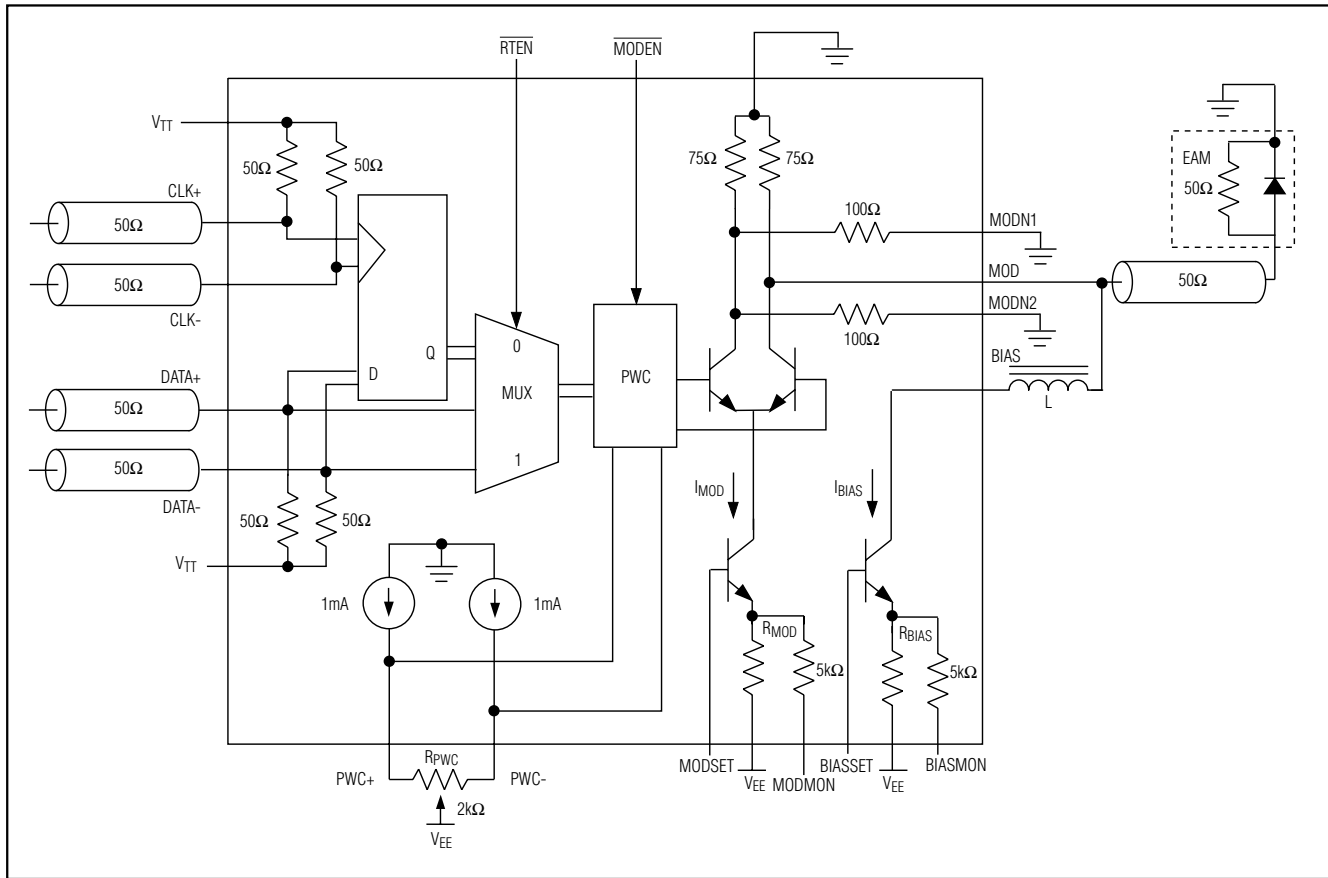 RTEN
MODEN
VTT
50Ω
50Ω
75Ω
75Ω
EAM
50Ω
CLK+
50Ω
100Ω
MODN1
MOD
50Ω
50Ω
CLK-
MODN2
100Ω
0
Q
PWC
BIAS
DATA+
D
MUX
L
50Ω
50Ω
1
DATA-
IMOD
IBIAS
50Ω
50Ω
VTT
1mA
1mA
RMOD
RBIAS
5kΩ
5kΩ
RPWC
PWC+
PWC-
MODSET
VEE
MODMON
BIASSET
VEE
BIASMON
2kΩ
VEE